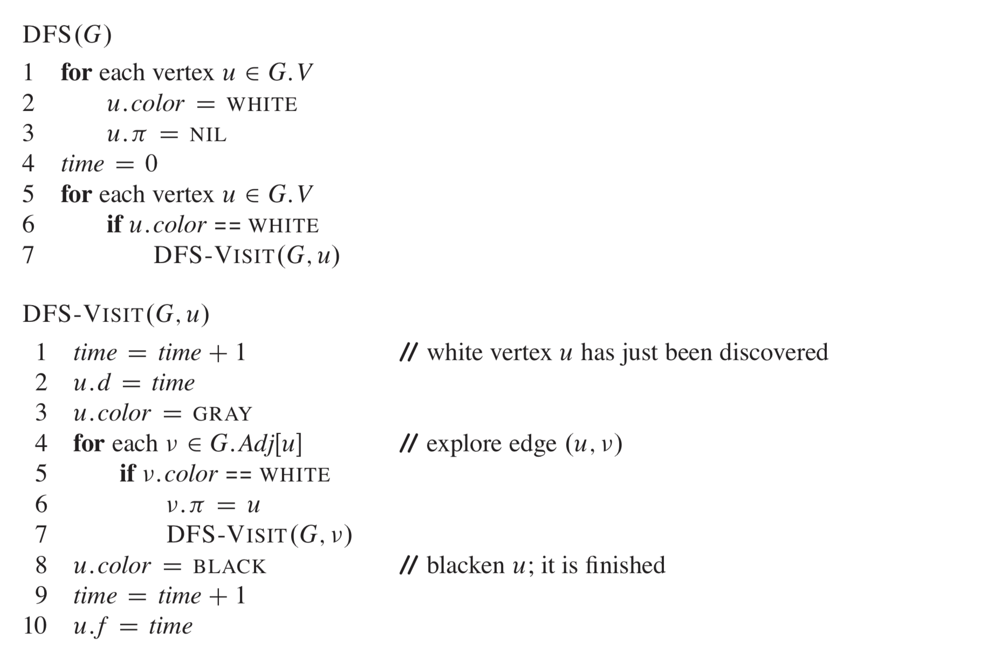 DFS(G)
1 for each vertex u ∈ G.V
2 u.color = WHITE
3 u.π = NIL
4 time = 0
5 for each vertex u ∈ G.V
6 if u.color == WHITE
7 DFS-VISIT(G, u)
DFS-VISIT(G, u)
1 time = time + 1 // white vertex u has just been discovered
2 u.d = time
3 u.color = GRAY
4 for each v ∈ G.Adj[u] // explore edge (u, v)
5 if v.color == WHITE
6 v.π = u
7 DFS-VISIT(G, v)
8 u.color = BLACK // blacken u; it is finished
9 time = time + 1
10 u.f = time